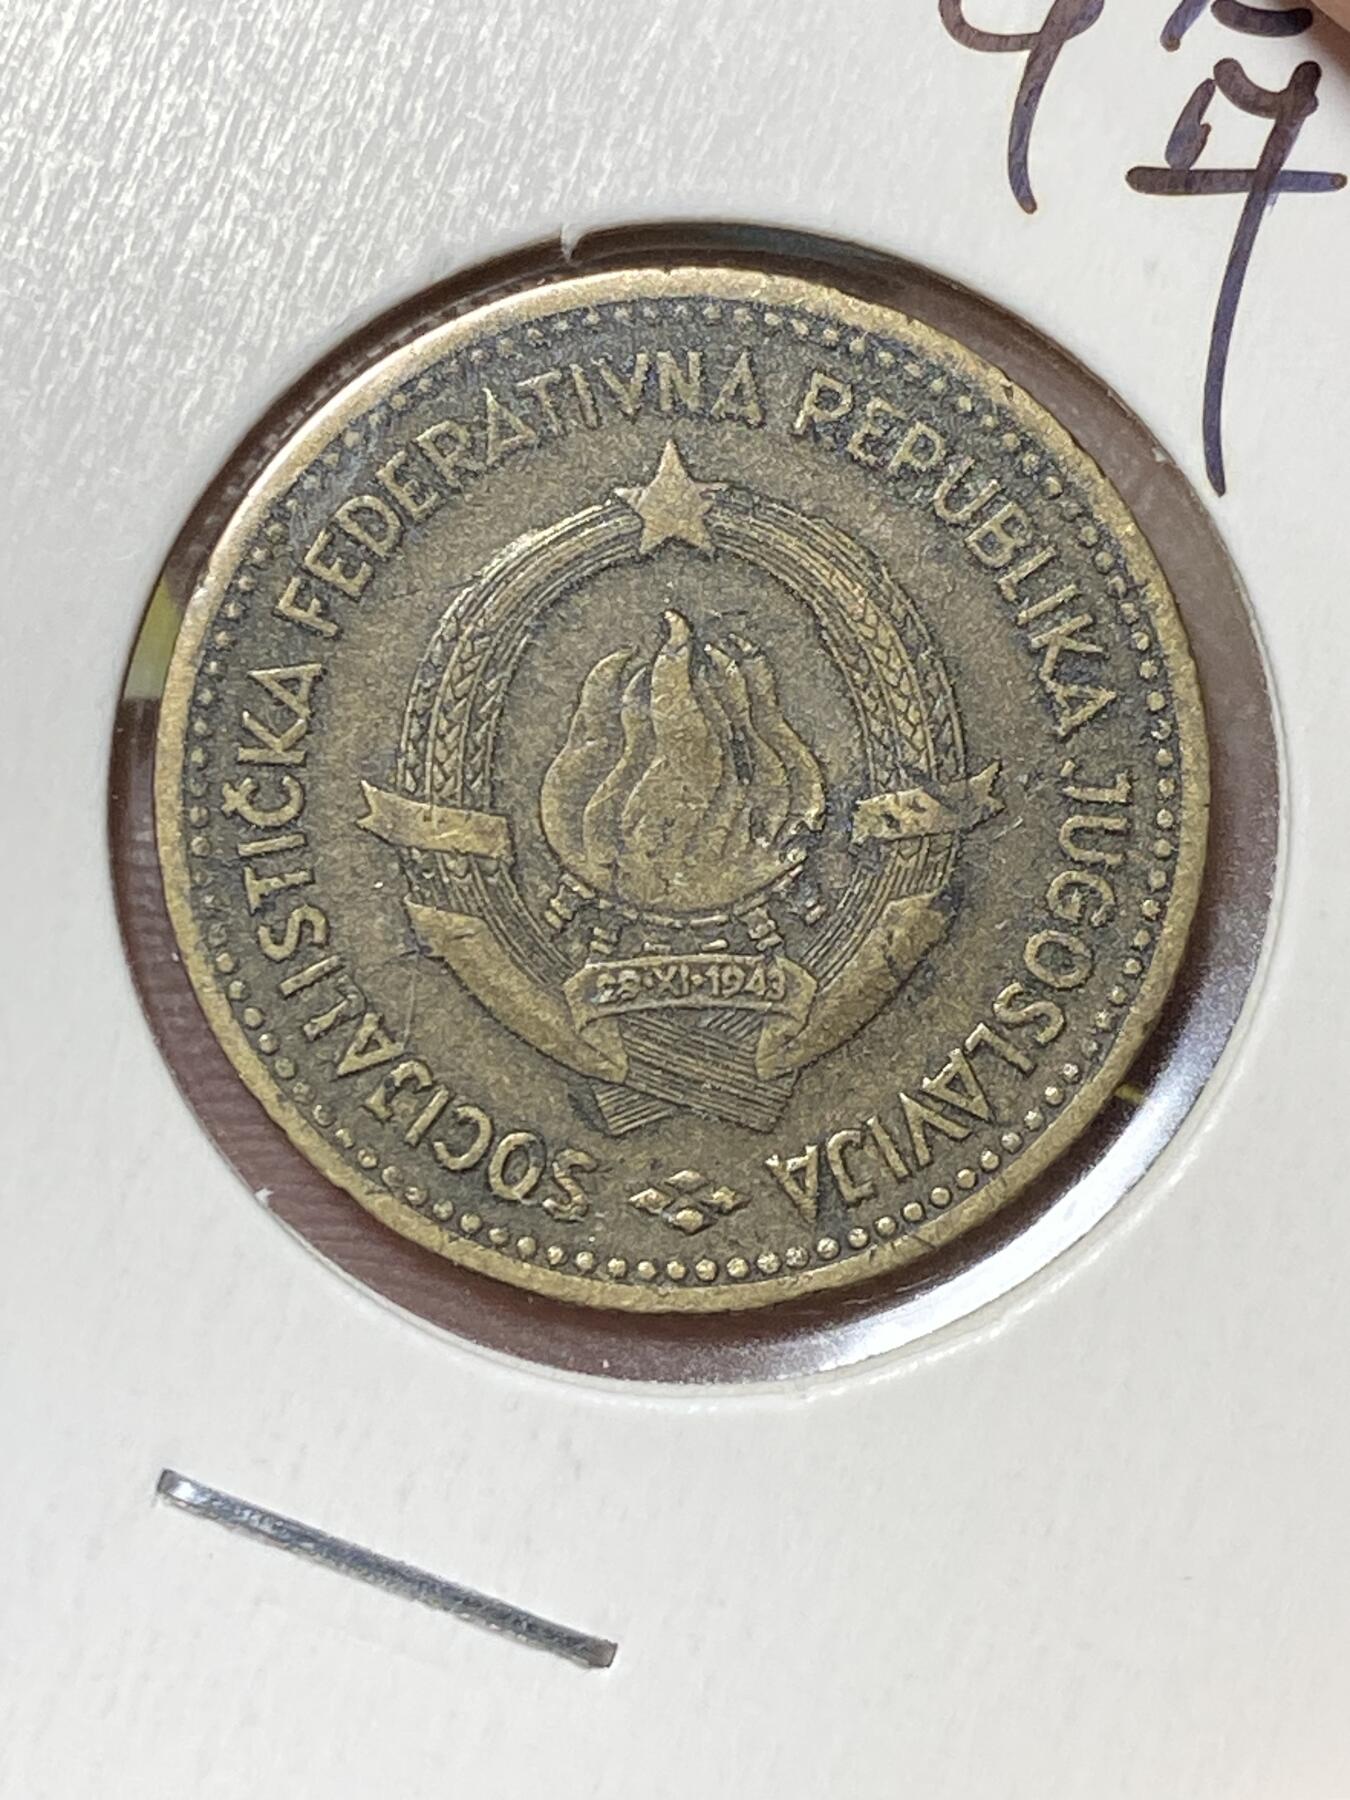 SOCIJALISTIČKA FEDERATIVNA REPUBLIKA JUGOSLAVIJA
29·XI·1943